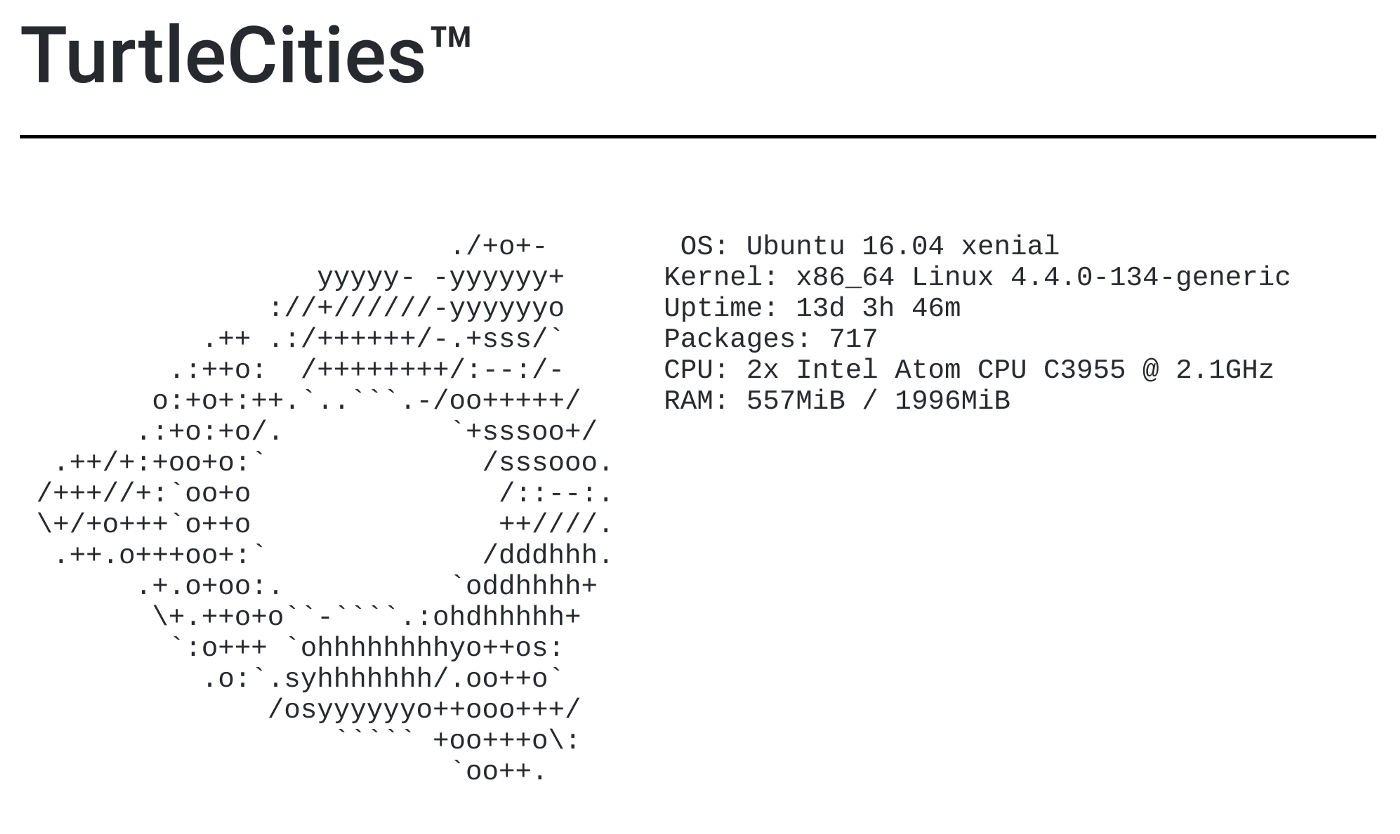 TurtleCities™
                         ./+o+-        OS: Ubuntu 16.04 xenial
                 yyyyy- -yyyyyy+      Kernel: x86_64 Linux 4.4.0-134-generic
              ://+//////-yyyyyyo      Uptime: 13d 3h 46m
          .++ .:/++++++/-.+sss/`      Packages: 717
        .:++o:  /++++++++/:--:/-      CPU: 2x Intel Atom CPU C3955 @ 2.1GHz
       o:+o+:++.`..```.-/oo+++++/     RAM: 557MiB / 1996MiB
      .:+o:+o/.          `+sssoo+/
 .++/+:+oo+o:`             /sssooo.
/+++//+:`oo+o               /::--:.
\+/+o+++`o++o               ++////.
 .++.o+++oo+:`             /dddhhh.
      .+.o+oo:.          `oddhhhh+
       \+.++o+o``-````.:ohdhhhhh+
        `:o+++ `ohhhhhhhhyo++os:
          .o:`.syhhhhhhh/.oo++o`
              /osyyyyyyo++ooo+++/
                  ````` +oo+++o\:
                         `oo++.